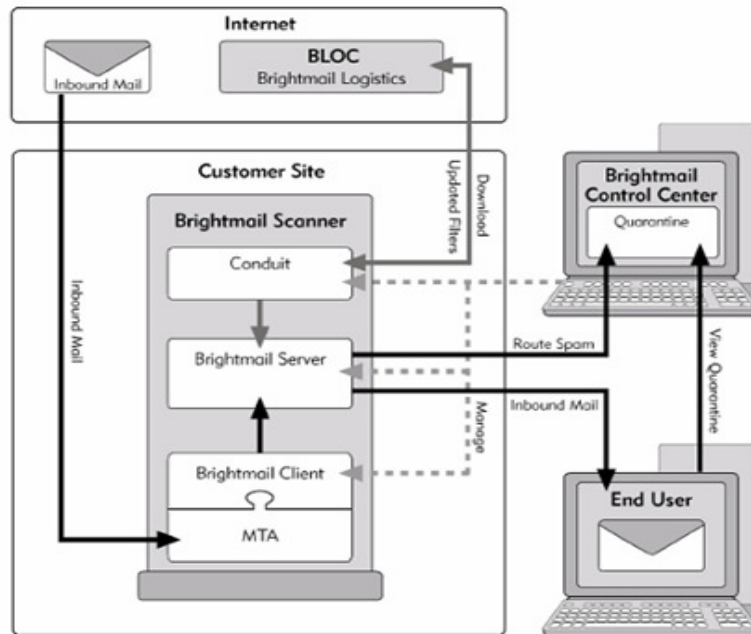 Internet
Inbound Mail
BLOC
Brightmail Logistics
Customer Site
Download
Updated Filters
Brightmail Scanner
Conduit
Brightmail
Control Center
Quarantine
Inbound Mail
Brightmail Server
Route Spam
Inbound Mail
Manage
View Quarantine
Brightmail Client
MTA
End User